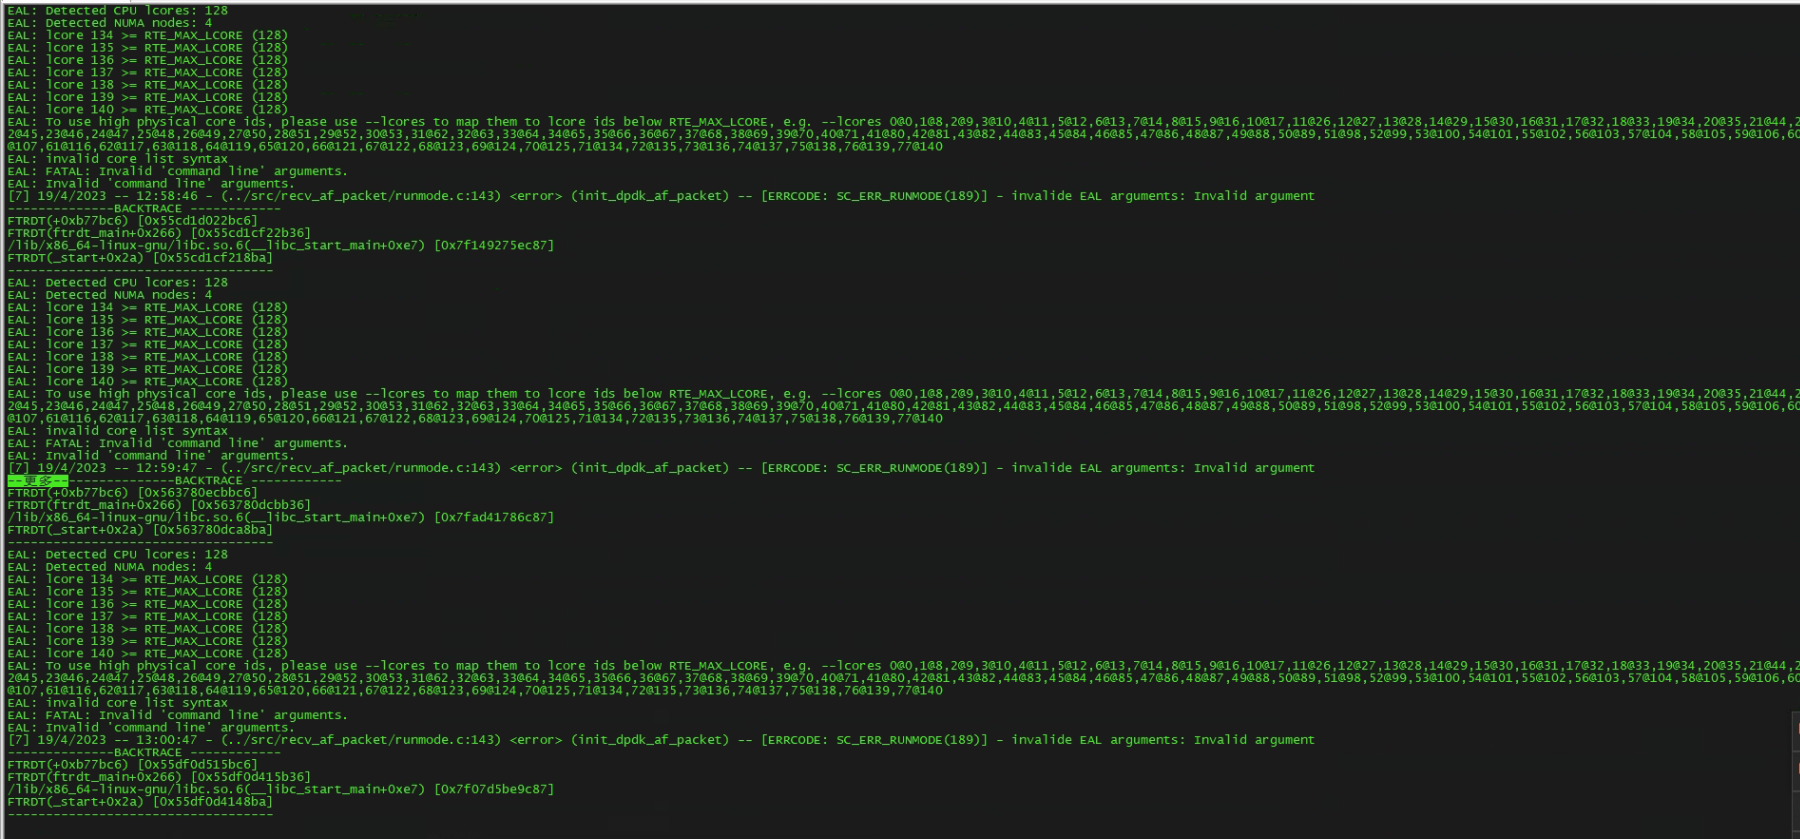 EAL: Detected CPU lcores: 128
EAL: Detected NUMA nodes: 4
EAL: lcore 134 >= RTE_MAX_LCORE (128)
EAL: lcore 135 >= RTE_MAX_LCORE (128)
EAL: lcore 136 >= RTE_MAX_LCORE (128)
EAL: lcore 137 >= RTE_MAX_LCORE (128)
EAL: lcore 138 >= RTE_MAX_LCORE (128)
EAL: lcore 139 >= RTE_MAX_LCORE (128)
EAL: lcore 140 >= RTE_MAX_LCORE (128)
EAL: To use high physical core ids, please use --lcores to map them to lcore ids below RTE_MAX_LCORE, e.g. --lcores 0@0,1@8,2@9,3@10,4@11,5@12,6@13,7@14,8@15,9@16,10@17,11@26,12@27,13@28,14@29,15@30,16@31,17@32,18@33,19@34,20@35,21@44,2
2@45,23@46,24@47,25@48,26@49,27@50,28@51,29@52,30@53,31@62,32@63,33@64,34@65,35@66,36@67,37@68,38@69,39@70,40@71,41@80,42@81,43@82,44@83,45@84,46@85,47@86,48@87,49@88,50@89,51@98,52@99,53@100,54@101,55@102,56@103,57@104,58@105,59@106,60
@107,61@116,62@117,63@118,64@119,65@120,66@121,67@122,68@123,69@124,70@125,71@134,72@135,73@136,74@137,75@138,76@139,77@140
EAL: invalid core list syntax
EAL: FATAL: Invalid 'command line' arguments.
EAL: Invalid 'command line' arguments.
[7] 19/4/2023 -- 12:58:46 - (../src/recv_af_packet/runmode.c:143) <error> (init_dpdk_af_packet) -- [ERRCODE: SC_ERR_RUNMODE(189)] - invalide EAL arguments: Invalid argument
--------------BACKTRACE ------------
FTRDT(+0xb77bc6) [0x55cd1d022bc6]
FTRDT(ftrdt_main+0x266) [0x55cd1cf22b36]
/lib/x86_64-linux-gnu/libc.so.6(__libc_start_main+0xe7) [0x7f149275ec87]
FTRDT(_start+0x2a) [0x55cd1cf218ba]
-----------------------------------
EAL: Detected CPU lcores: 128
EAL: Detected NUMA nodes: 4
EAL: lcore 134 >= RTE_MAX_LCORE (128)
EAL: lcore 135 >= RTE_MAX_LCORE (128)
EAL: lcore 136 >= RTE_MAX_LCORE (128)
EAL: lcore 137 >= RTE_MAX_LCORE (128)
EAL: lcore 138 >= RTE_MAX_LCORE (128)
EAL: lcore 139 >= RTE_MAX_LCORE (128)
EAL: lcore 140 >= RTE_MAX_LCORE (128)
EAL: To use high physical core ids, please use --lcores to map them to lcore ids below RTE_MAX_LCORE, e.g. --lcores 0@0,1@8,2@9,3@10,4@11,5@12,6@13,7@14,8@15,9@16,10@17,11@26,12@27,13@28,14@29,15@30,16@31,17@32,18@33,19@34,20@35,21@44,2
2@45,23@46,24@47,25@48,26@49,27@50,28@51,29@52,30@53,31@62,32@63,33@64,34@65,35@66,36@67,37@68,38@69,39@70,40@71,41@80,42@81,43@82,44@83,45@84,46@85,47@86,48@87,49@88,50@89,51@98,52@99,53@100,54@101,55@102,56@103,57@104,58@105,59@106,60
@107,61@116,62@117,63@118,64@119,65@120,66@121,67@122,68@123,69@124,70@125,71@134,72@135,73@136,74@137,75@138,76@139,77@140
EAL: invalid core list syntax
EAL: FATAL: Invalid 'command line' arguments.
EAL: Invalid 'command line' arguments.
[7] 19/4/2023 -- 12:59:47 - (../src/recv_af_packet/runmode.c:143) <error> (init_dpdk_af_packet) -- [ERRCODE: SC_ERR_RUNMODE(189)] - invalide EAL arguments: Invalid argument
--更多----------------BACKTRACE ------------
FTRDT(+0xb77bc6) [0x563780ecbbc6]
FTRDT(ftrdt_main+0x266) [0x563780dcbb36]
/lib/x86_64-linux-gnu/libc.so.6(__libc_start_main+0xe7) [0x7fad41786c87]
FTRDT(_start+0x2a) [0x563780dca8ba]
-----------------------------------
EAL: Detected CPU lcores: 128
EAL: Detected NUMA nodes: 4
EAL: lcore 134 >= RTE_MAX_LCORE (128)
EAL: lcore 135 >= RTE_MAX_LCORE (128)
EAL: lcore 136 >= RTE_MAX_LCORE (128)
EAL: lcore 137 >= RTE_MAX_LCORE (128)
EAL: lcore 138 >= RTE_MAX_LCORE (128)
EAL: lcore 139 >= RTE_MAX_LCORE (128)
EAL: lcore 140 >= RTE_MAX_LCORE (128)
EAL: To use high physical core ids, please use --lcores to map them to lcore ids below RTE_MAX_LCORE, e.g. --lcores 0@0,1@8,2@9,3@10,4@11,5@12,6@13,7@14,8@15,9@16,10@17,11@26,12@27,13@28,14@29,15@30,16@31,17@32,18@33,19@34,20@35,21@44,2
2@45,23@46,24@47,25@48,26@49,27@50,28@51,29@52,30@53,31@62,32@63,33@64,34@65,35@66,36@67,37@68,38@69,39@70,40@71,41@80,42@81,43@82,44@83,45@84,46@85,47@86,48@87,49@88,50@89,51@98,52@99,53@100,54@101,55@102,56@103,57@104,58@105,59@106,60
@107,61@116,62@117,63@118,64@119,65@120,66@121,67@122,68@123,69@124,70@125,71@134,72@135,73@136,74@137,75@138,76@139,77@140
EAL: invalid core list syntax
EAL: FATAL: Invalid 'command line' arguments.
EAL: Invalid 'command line' arguments.
[7] 19/4/2023 -- 13:00:47 - (../src/recv_af_packet/runmode.c:143) <error> (init_dpdk_af_packet) -- [ERRCODE: SC_ERR_RUNMODE(189)] - invalide EAL arguments: Invalid argument
--------------BACKTRACE ------------
FTRDT(+0xb77bc6) [0x55df0d515bc6]
FTRDT(ftrdt_main+0x266) [0x55df0d415b36]
/lib/x86_64-linux-gnu/libc.so.6(__libc_start_main+0xe7) [0x7f07d5be9c87]
FTRDT(_start+0x2a) [0x55df0d4148ba]
-----------------------------------